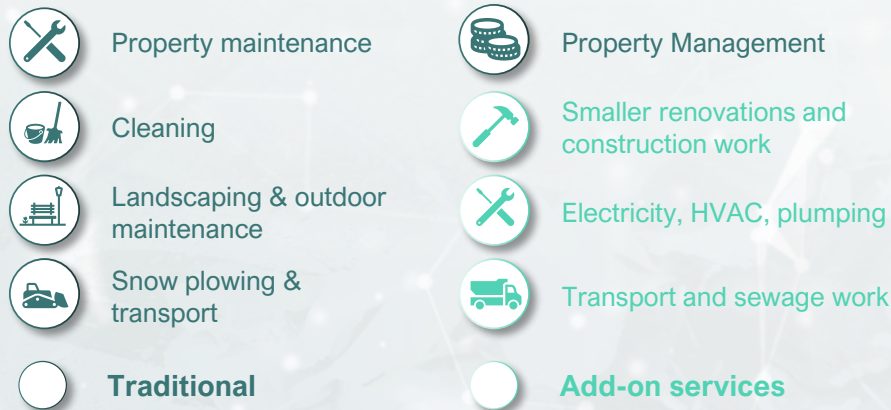 Property maintenance
Cleaning
Landscaping & outdoor
maintenance
Snow plowing &
transport
Traditional
Property Management
Smaller renovations and
construction work
Electricity, HVAC, plumping
Transport and sewage work
Add-on services